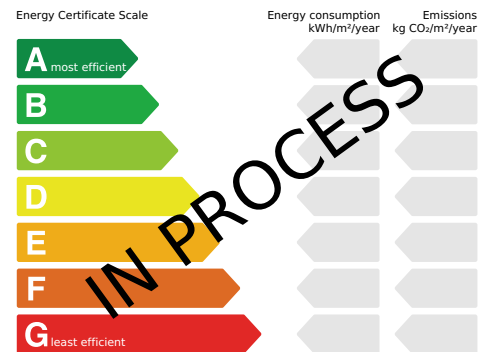 Energy Certificate Scale
Energy consumption
kWh/m²/year
Emissions
kg CO₂/m²/year
A most efficient
B
C
D
E
F
G least efficient
IN PROCESS